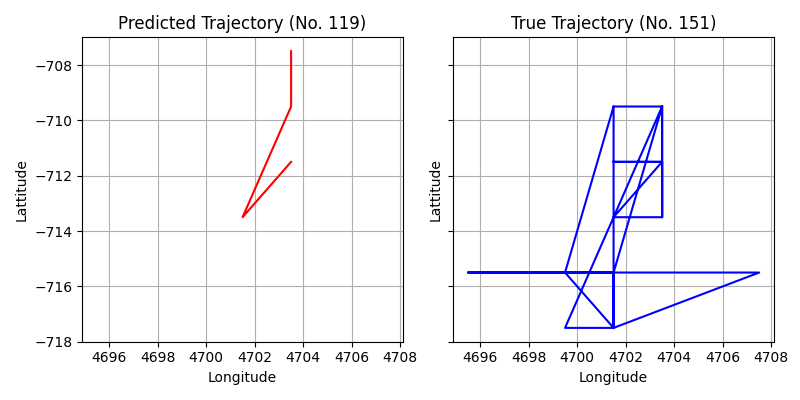 Predicted Trajectory (No. 119)
−708
−710
−712
−714
−716
−718
Lattitude
4696 4698 4700 4702 4704 4706 4708
Longitude
True Trajectory (No. 151)
Lattitude
4696 4698 4700 4702 4704 4706 4708
Longitude